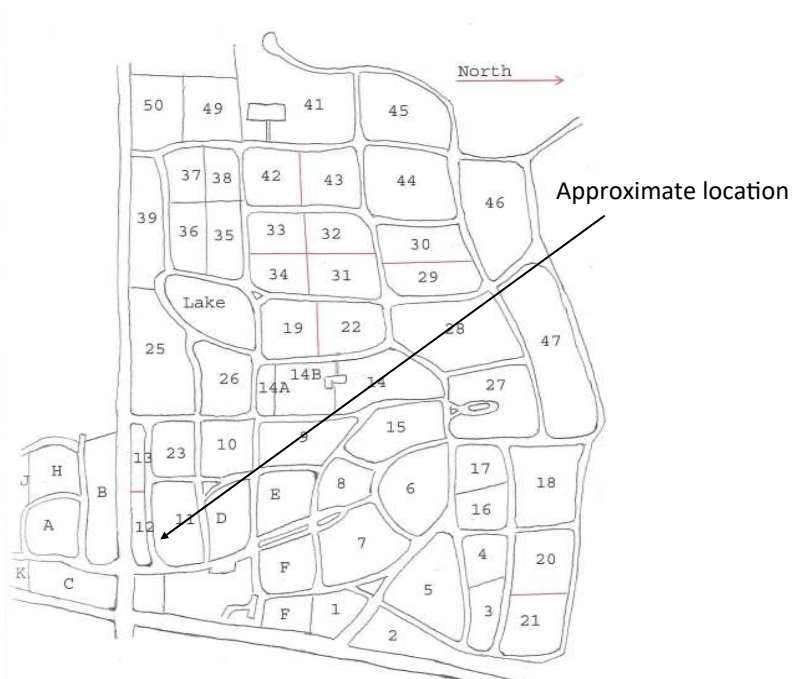 North
50 49 41 45
37 38 42 43 44
39 46
36 35 33 32 30
34 31 29
Lake
25 19 22 28 47
26 14A 14B 14 27
13 23 10 9 15
17 18
H B 8 6
J A 12 11 D E 16
7
K C F 4 20
5
F 1 3 21
2
Approximate location